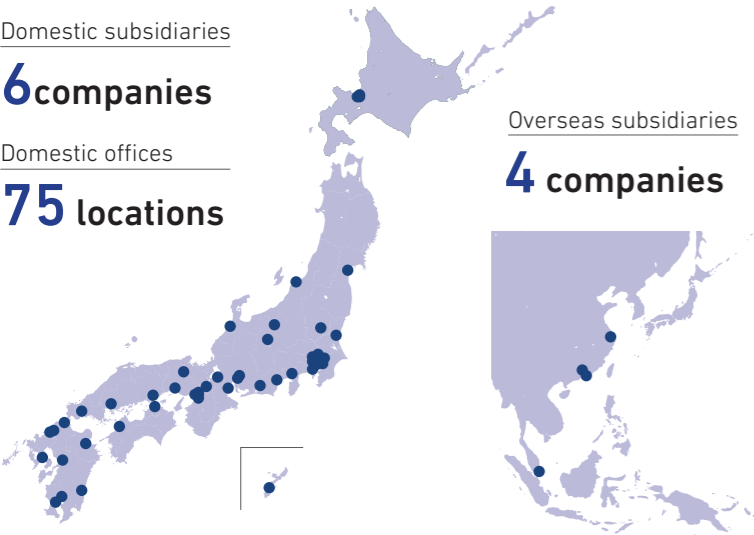 Domestic subsidiaries
6companies
Domestic offices
75 locations
Overseas subsidiaries
4 companies